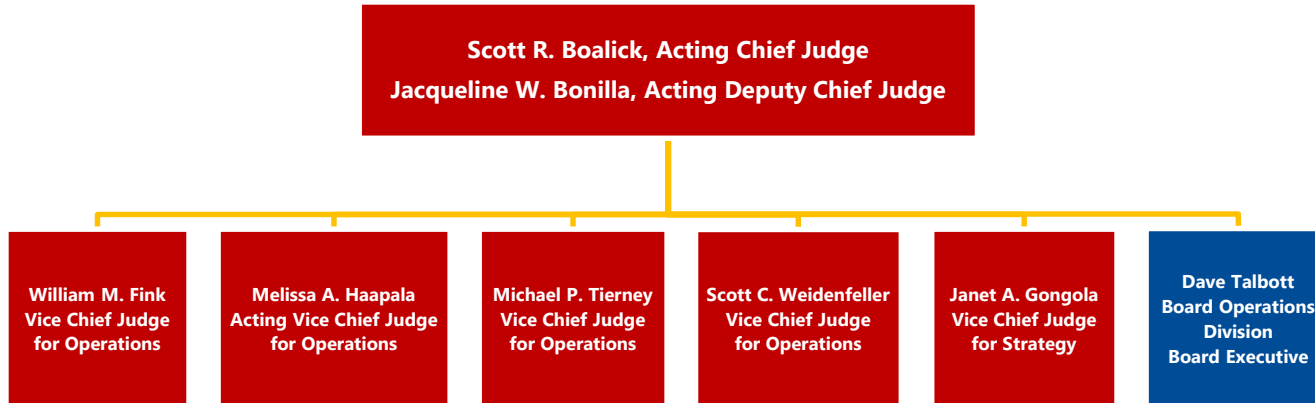 Scott R. Boalick, Acting Chief Judge
Jacqueline W. Bonilla, Acting Deputy Chief Judge
William M. Fink
Vice Chief Judge
for Operations
Melissa A. Haapala
Acting Vice Chief Judge
for Operations
Michael P. Tierney
Vice Chief Judge
for Operations
Scott C. Weidenfeller
Vice Chief Judge
for Operations
Janet A. Gongola
Vice Chief Judge
for Strategy
Dave Talbott
Board Operations
Division
Board Executive